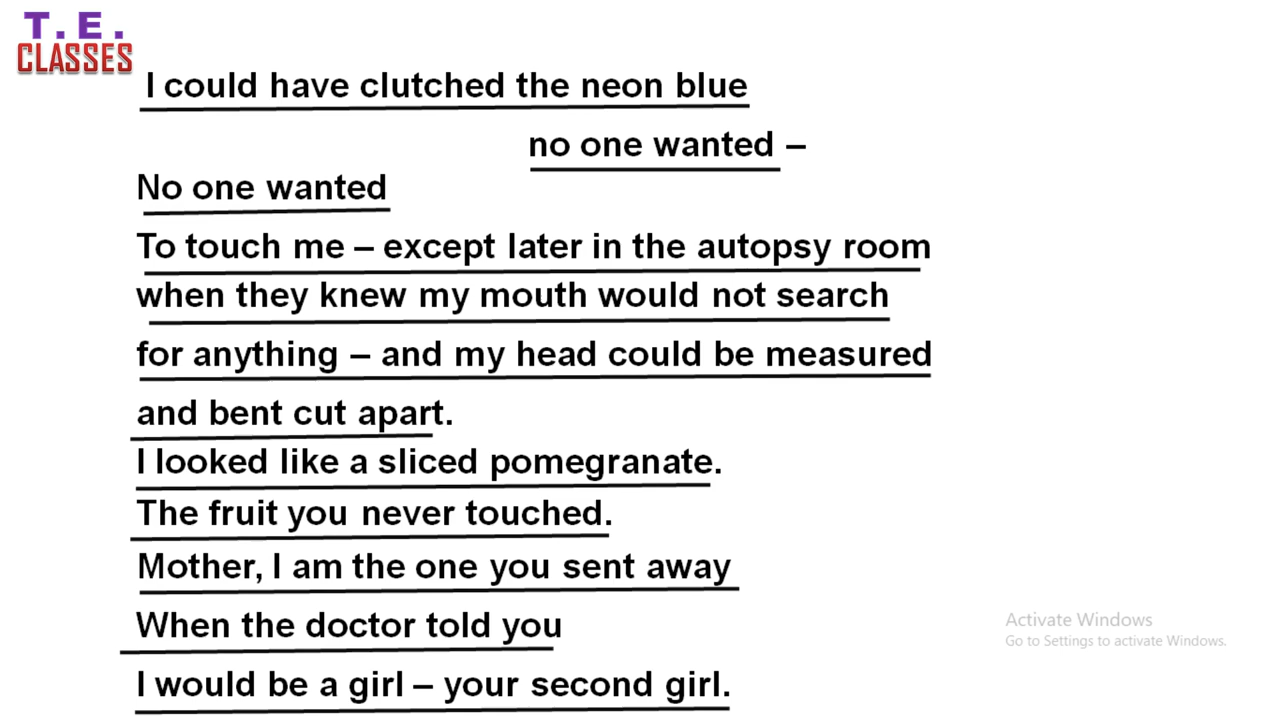 T.E.
CLASSES
I could have clutched the neon blue
no one wanted –
No one wanted
To touch me – except later in the autopsy room
when they knew my mouth would not search
for anything – and my head could be measured
and bent cut apart.
I looked like a sliced pomegranate.
The fruit you never touched.
Mother, I am the one you sent away
When the doctor told you
I would be a girl – your second girl.
Activate Windows
Go to Settings to activate Windows.